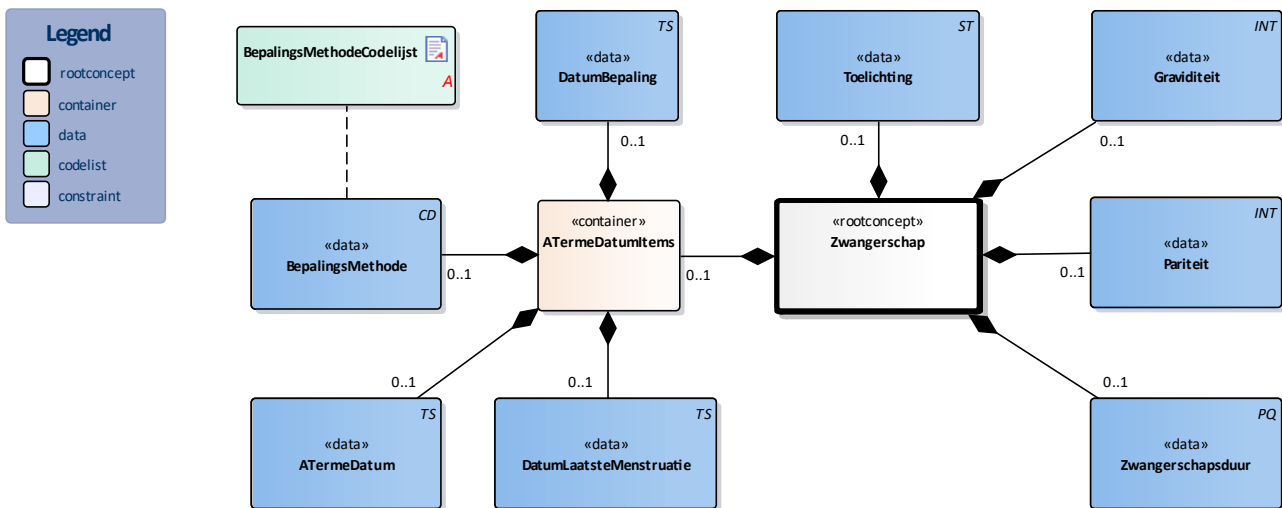 Legend
rootconcept
container
data
codelist
constraint
BepalingsMethodeCodelijst
A
TS
«data»
DatumBepaling
0..1
ST
«data»
Toelichting
0..1
INT
«data»
Graviditeit
0..1
CD
«data»
BepalingsMethode
0..1
«container»
ATermeDatumItems
0..1
«rootconcept»
Zwangerschap
INT
«data»
Pariteit
0..1
0..1
TS
«data»
ATermeDatum
0..1
TS
«data»
DatumLaatsteMenstruatie
0..1
PQ
«data»
Zwangerschapsduur